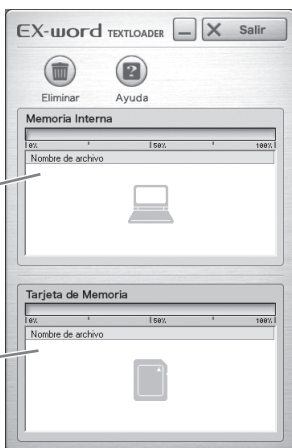 EX-word TEXTLOADER Salir
Eliminar Ayuda
Memoria Interna
0% 50% 100%
Nombre de archivo
Tarjeta de Memoria
0% 50% 100%
Nombre de archivo